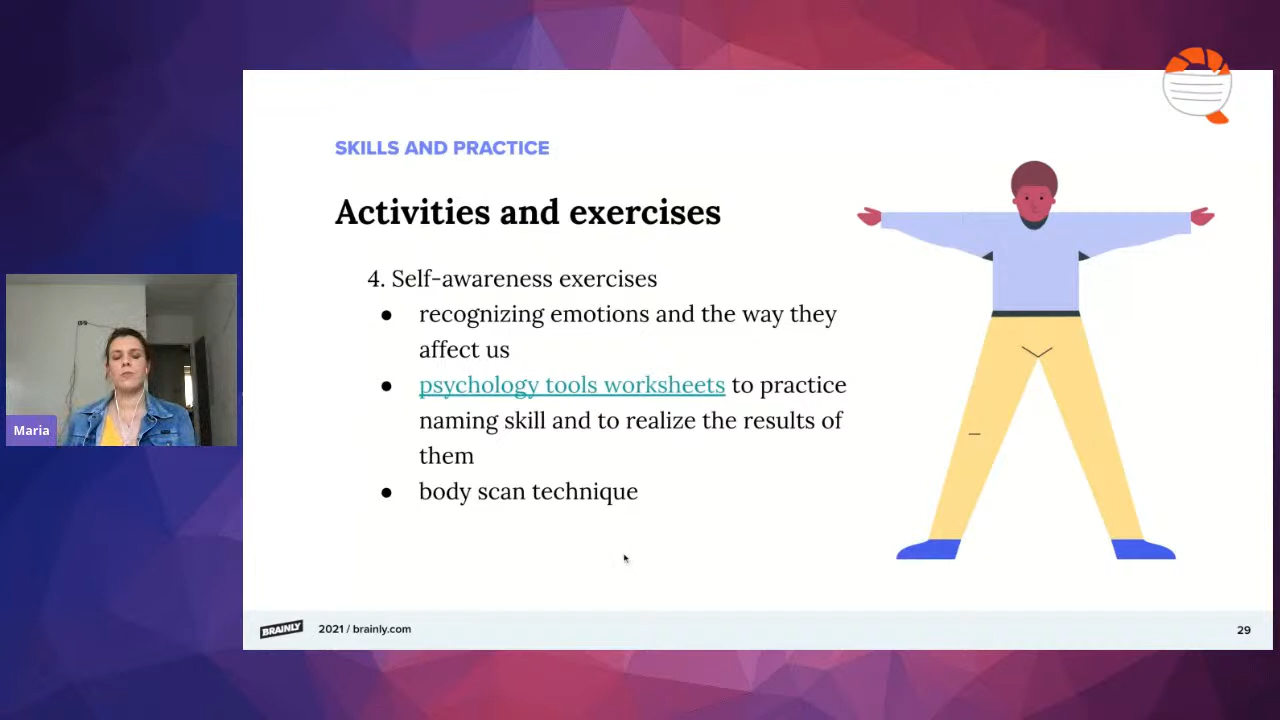 SKILLS AND PRACTICE
Activities and exercises
4. Self-awareness exercises
● recognizing emotions and the way they
affect us
● psychology tools worksheets to practice
naming skill and to realize the results of
them
● body scan technique
Maria
BRAINLY 2021 / brainly.com 29